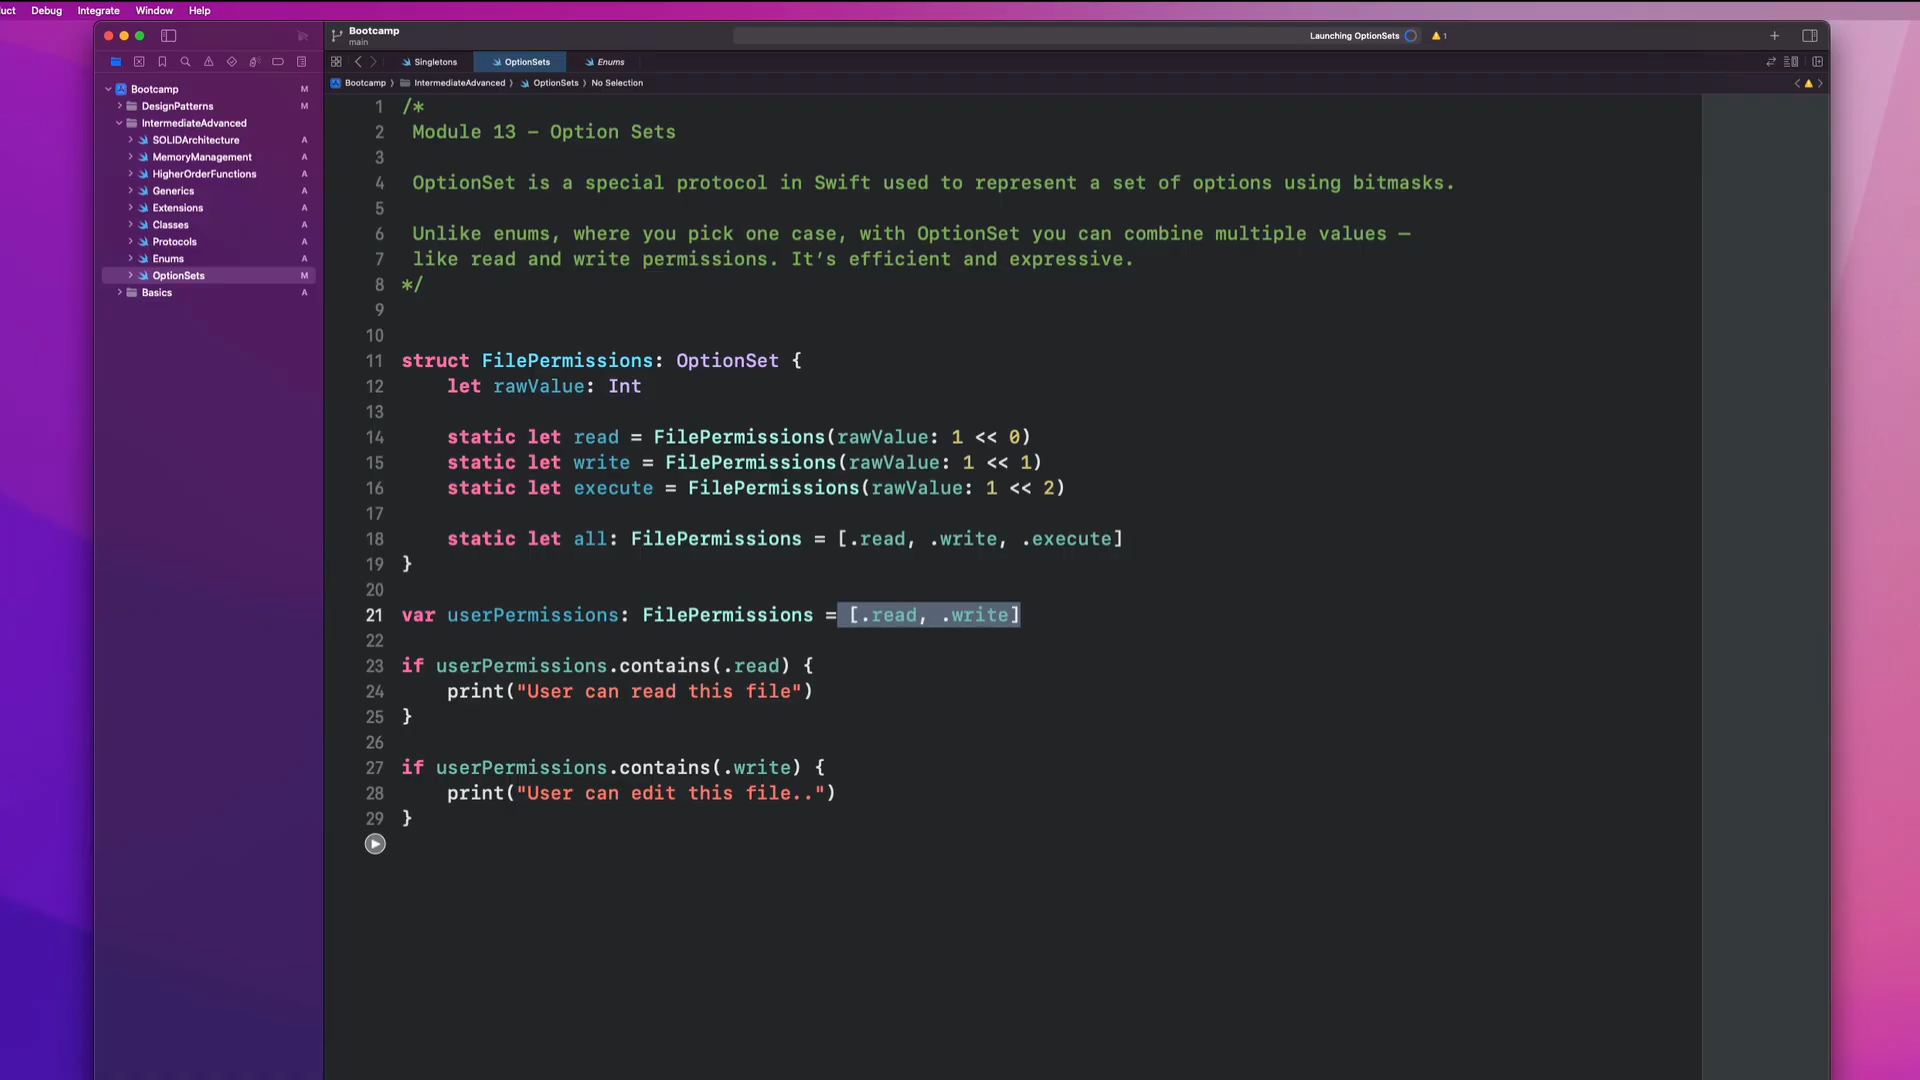 uct Debug Integrate Window Help
Bootcamp
main
Launching OptionSets
1
Singletons
OptionSets
Enums
Bootcamp
IntermediateAdvanced
OptionSets
No Selection
Bootcamp M
DesignPatterns M
IntermediateAdvanced
SOLIDArchitecture A
MemoryManagement A
HigherOrderFunctions A
Generics A
Extensions A
Classes A
Protocols A
Enums A
OptionSets M
Basics A
1 /*
2 Module 13 – Option Sets
3
4 OptionSet is a special protocol in Swift used to represent a set of options using bitmasks.
5
6 Unlike enums, where you pick one case, with OptionSet you can combine multiple values —
7 like read and write permissions. It’s efficient and expressive.
8 */
9
10
11 struct FilePermissions: OptionSet {
12 let rawValue: Int
13
14 static let read = FilePermissions(rawValue: 1 << 0)
15 static let write = FilePermissions(rawValue: 1 << 1)
16 static let execute = FilePermissions(rawValue: 1 << 2)
17
18 static let all: FilePermissions = [.read, .write, .execute]
19 }
20
21 var userPermissions: FilePermissions = [.read, .write]
22
23 if userPermissions.contains(.read) {
24 print("User can read this file")
25 }
26
27 if userPermissions.contains(.write) {
28 print("User can edit this file..")
29 }